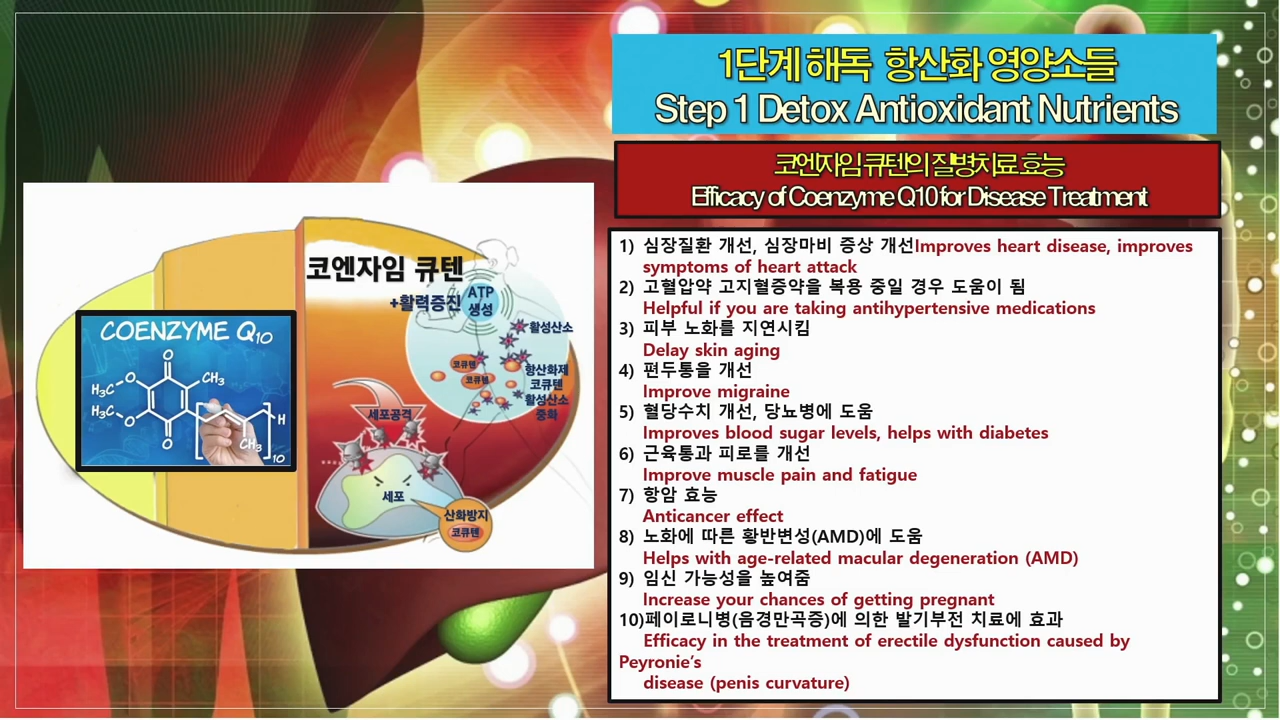 1단계 해독 항산화 영양소들
Step 1 Detox Antioxidant Nutrients
코엔자임 큐텐의 질병치료 효능
Efficacy of Coenzyme Q10 for Disease Treatment
코엔자임 큐텐
+활력증진
ATP
생성
활성산소
코큐텐
코큐텐
항산화제
코큐텐
활성산소
중화
세포공격
세포
산화방지
코큐텐
COENZYME Q10
O
H₃C
O
CH₃
H₃C
O
O
CH₃
H
10
1) 심장질환 개선, 심장마비 증상 개선Improves heart disease, improves
symptoms of heart attack
2) 고혈압약 고지혈증약을 복용 중일 경우 도움이 됨
Helpful if you are taking antihypertensive medications
3) 피부 노화를 지연시킴
Delay skin aging
4) 편두통을 개선
Improve migraine
5) 혈당수치 개선, 당뇨병에 도움
Improves blood sugar levels, helps with diabetes
6) 근육통과 피로를 개선
Improve muscle pain and fatigue
7) 항암 효능
Anticancer effect
8) 노화에 따른 황반변성(AMD)에 도움
Helps with age-related macular degeneration (AMD)
9) 임신 가능성을 높여줌
Increase your chances of getting pregnant
10)페이로니병(음경만곡증)에 의한 발기부전 치료에 효과
Efficacy in the treatment of erectile dysfunction caused by
Peyronie’s
disease (penis curvature)